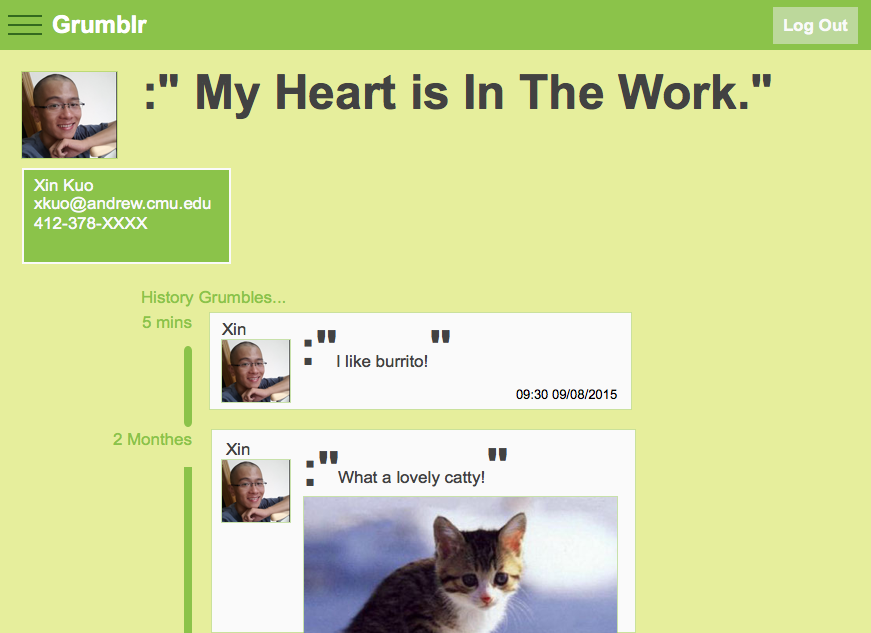 Grumblr
Log Out
:" My Heart is In The Work."
Xin Kuo
xkuo@andrew.cmu.edu
412-378-XXXX
History Grumbles...
5 mins
Xin
:" "
I like burrito!
09:30 09/08/2015
2 Monthes
Xin
:" "
What a lovely catty!